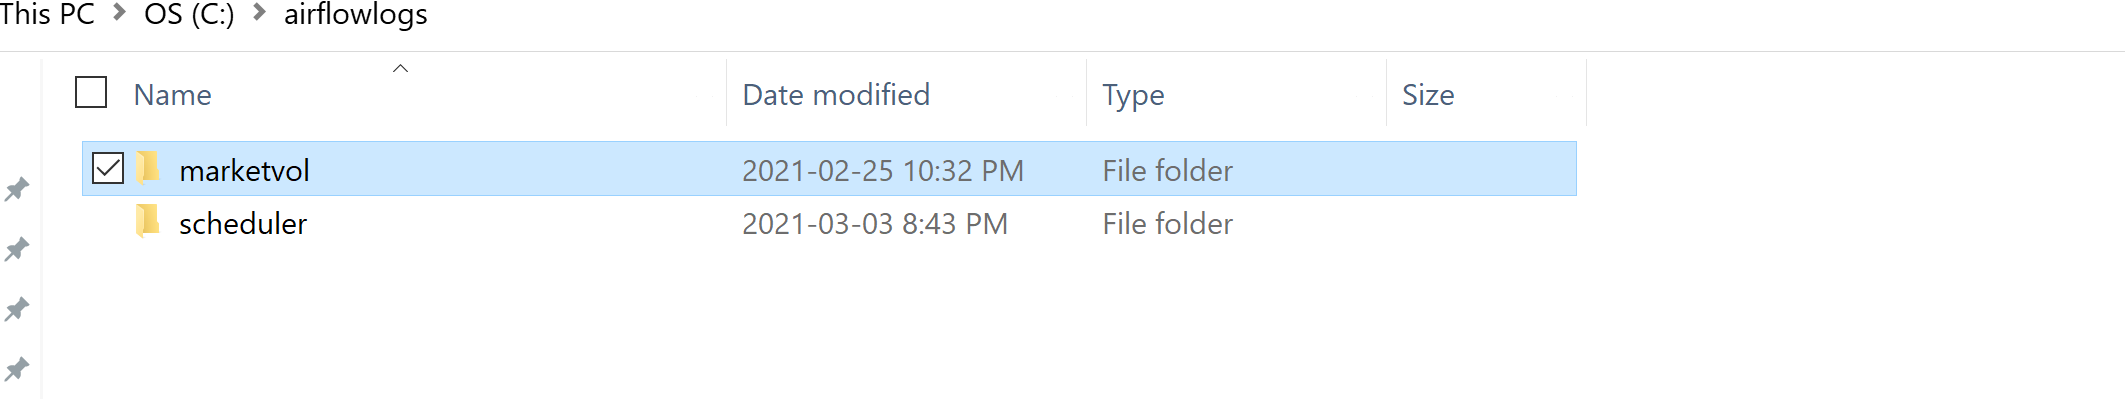 This PC > OS (C:) > airflowlogs
Name Date modified Type Size
marketvol 2021-02-25 10:32 PM File folder
scheduler 2021-03-03 8:43 PM File folder